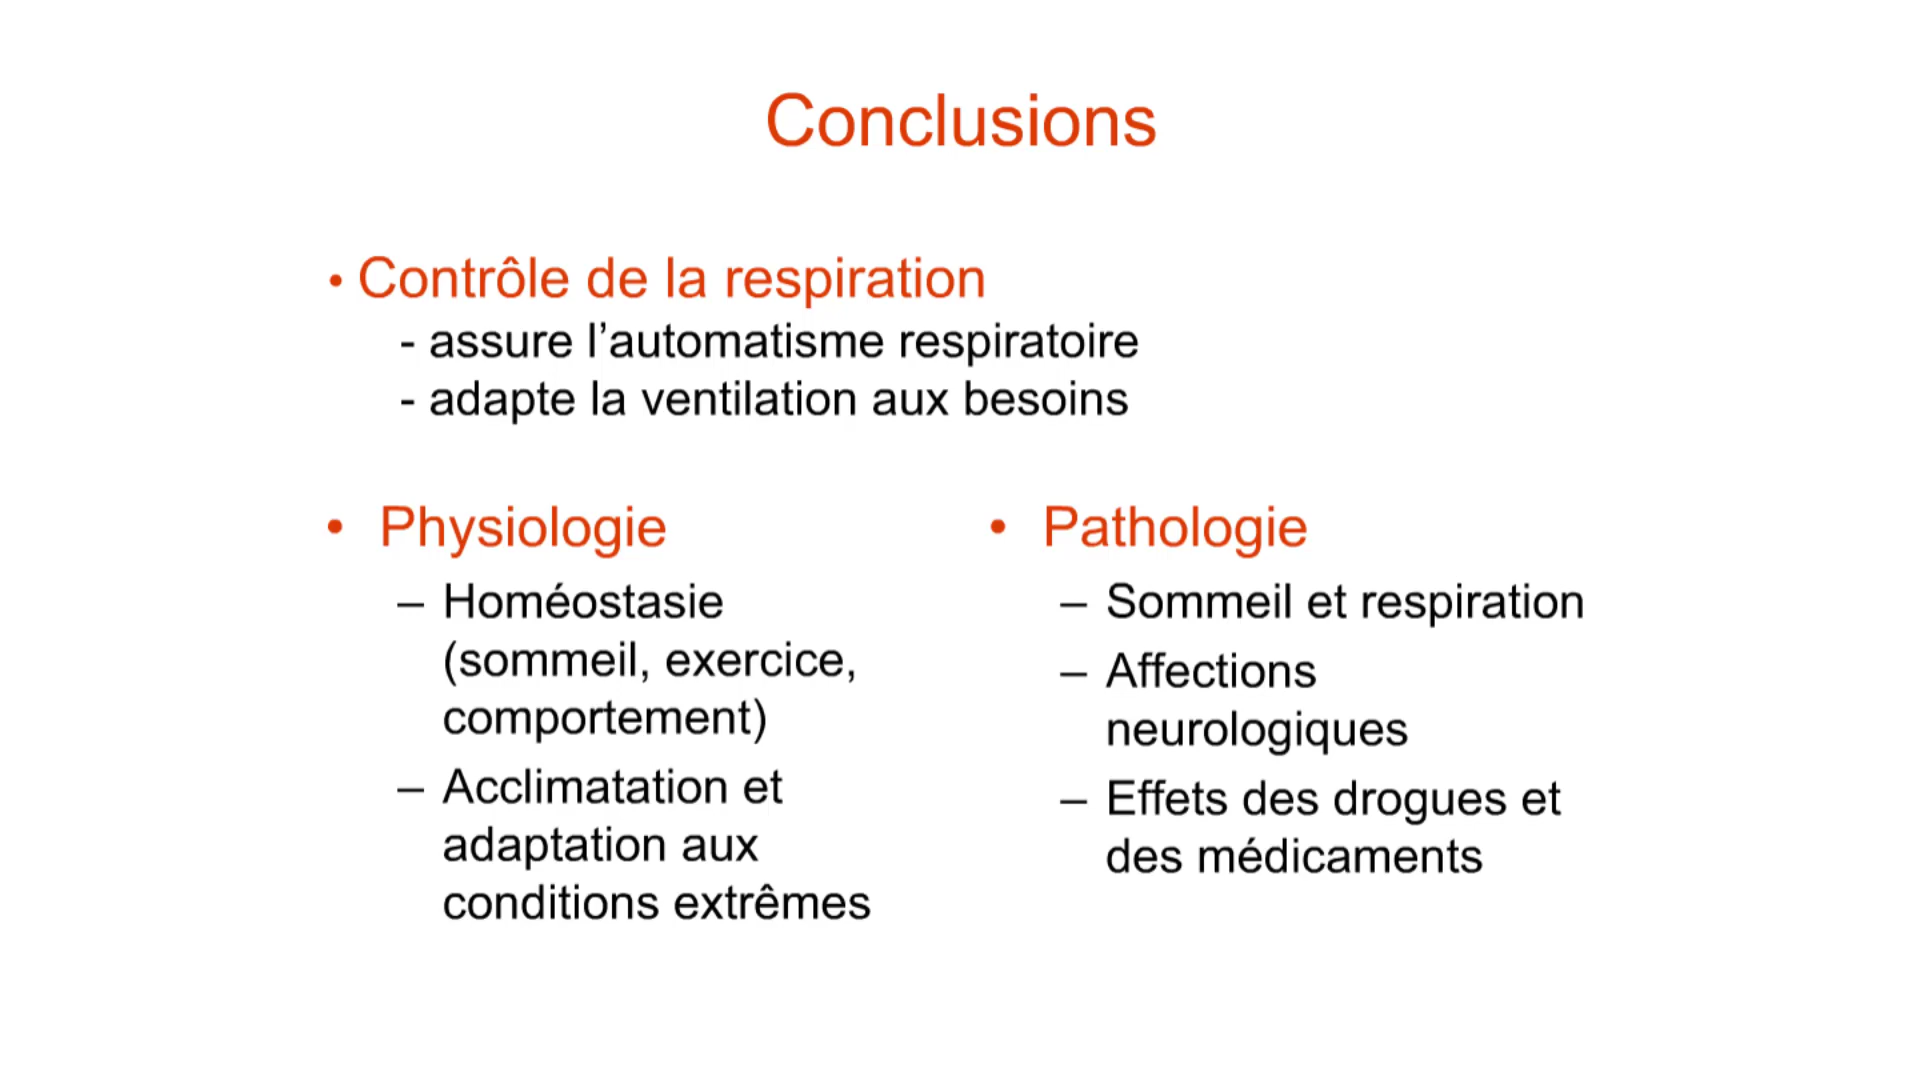 Conclusions
• Contrôle de la respiration
- assure l’automatisme respiratoire
- adapte la ventilation aux besoins
• Physiologie
– Homéostasie
(sommeil, exercice,
comportement)
– Acclimatation et
adaptation aux
conditions extrêmes
• Pathologie
– Sommeil et respiration
– Affections
neurologiques
– Effets des drogues et
des médicaments